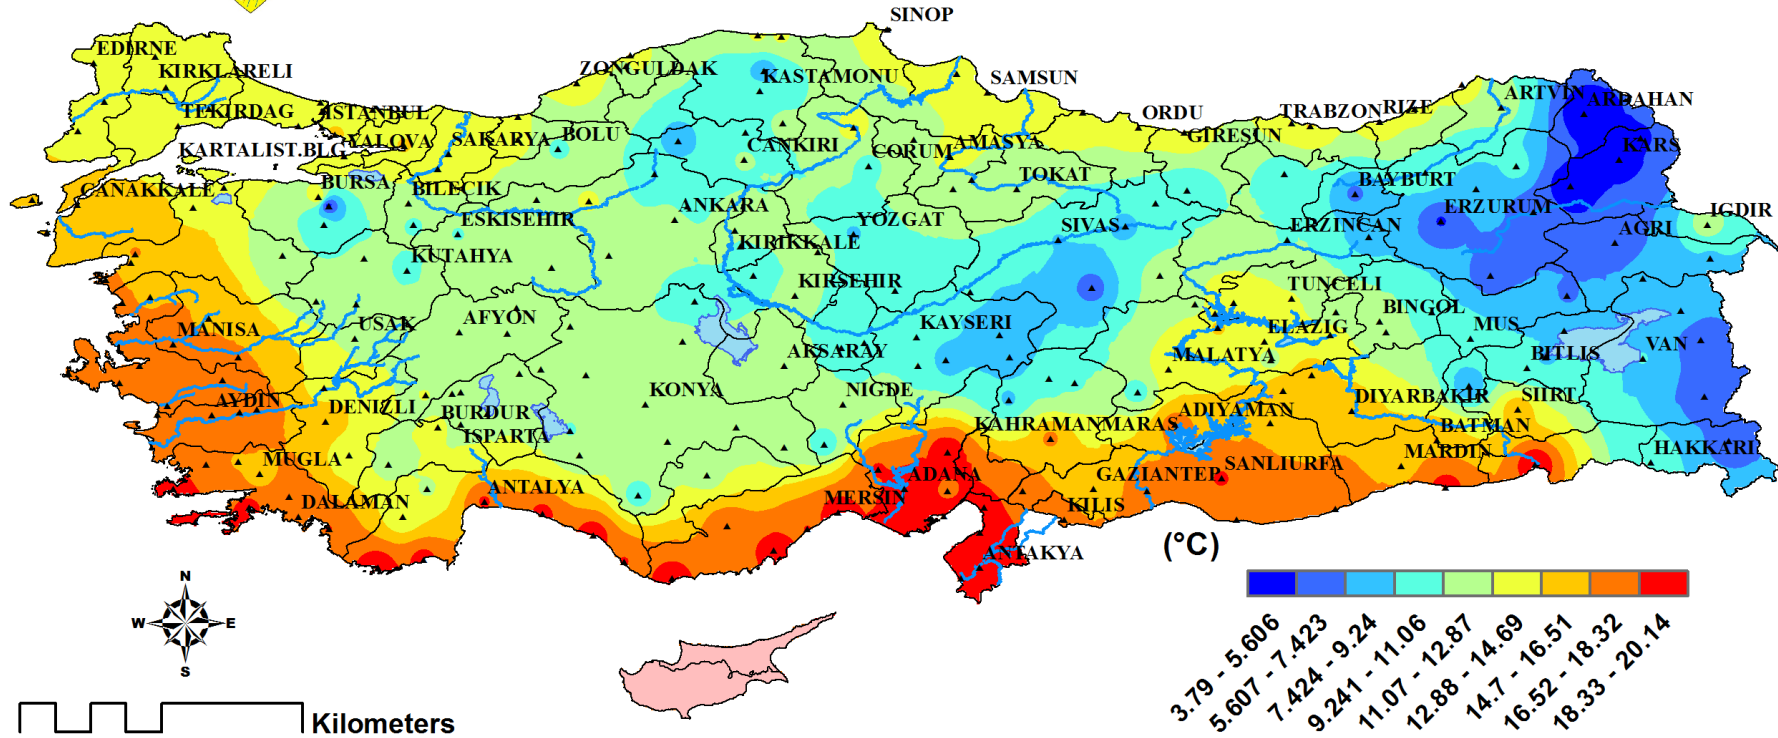 SINOP
EDIRNE
KIRKLARELI
ZONGULDAK
KASTAMONU
SAMSUN
ARTVIN
ARDAHAN
TEKIRDAG
ISTANBUL
ORDU
TRABZON
RIZE
YALOVA
SAKARYA
BOLU
GIRESUN
KARTALIST.BLG
CANKIRI
CORUM
AMASYA
KARS
CANAKKALE
BURSA
BILECIK
TOKAT
BAYBURT
ESKISEHIR
ANKARA
YOZGAT
SIVAS
ERZINCAN
ERZURUM
IGDIR
KUTAHYA
KIRIKKALE
AGRI
KIRSEHIR
TUNCELI
BINGOL
MANISA
USAK
AFYON
KAYSERI
ELAZIG
MUS
AKSARAY
MALATYA
BITLIS
VAN
AYDIN
DENIZLI
BURDUR
KONYA
NIGDE
ADIYAMAN
DIYARBAKIR
SIIRT
ISPARTA
KAHRAMANMARAS
BATMAN
MUGLA
ADANA
GAZIANTEP
SANLIURFA
MARDIN
HAKKARI
DALAMAN
ANTALYA
MERSIN
KILIS
ANTAKYA
(°C)
N
W E
S
3.79 - 5.606
5.607 - 7.423
7.424 - 9.24
9.241 - 11.06
11.07 - 12.87
12.88 - 14.69
14.7 - 16.51
16.52 - 18.32
18.33 - 20.14
Kilometers